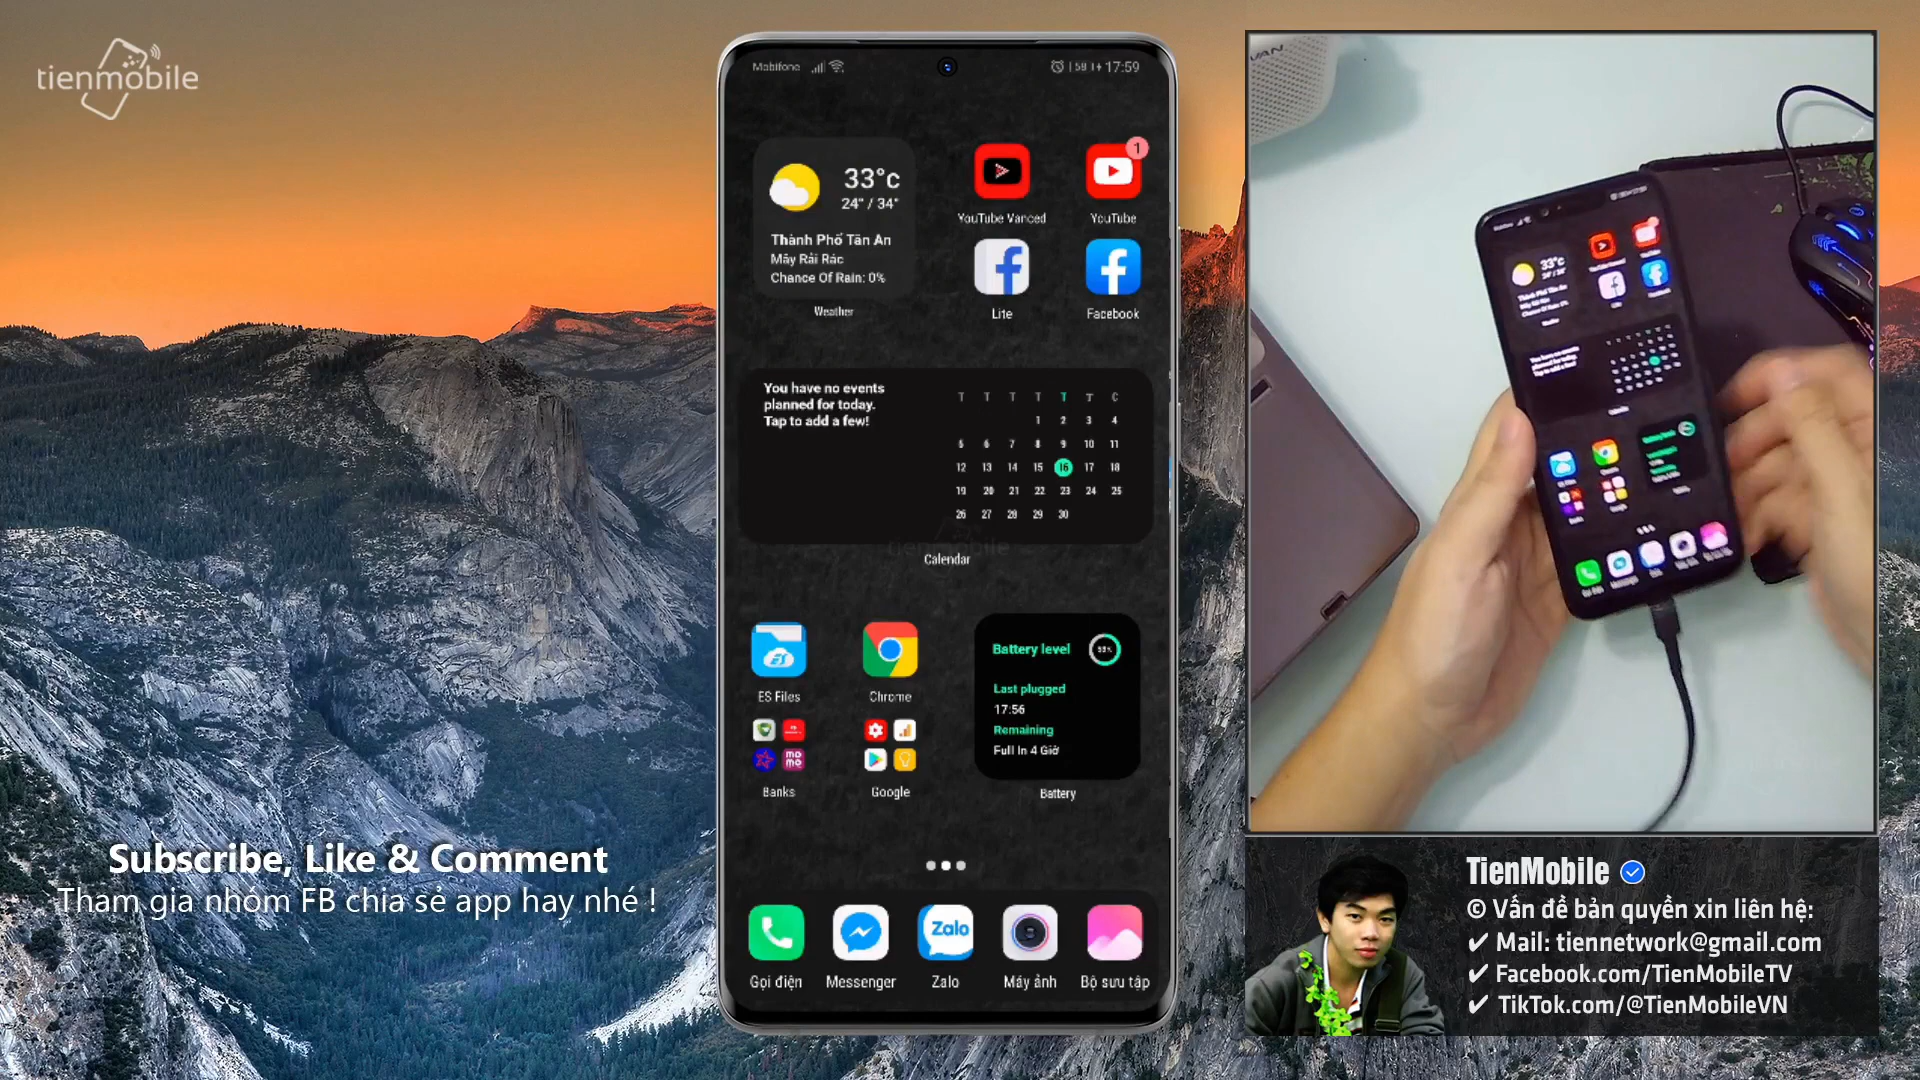 tienmobile
Mobifone
17:59
33°c
24° / 34°
Thành Phố Tân An
Mây Rải Rác
Chance Of Rain: 0%
Weather
1
YouTube Vanced
YouTube
Lite
Facebook
You have no events
planned for today.
Tap to add a few!
T T T T T T C
1 2 3 4
5 6 7 8 9 10 11
12 13 14 15 16 17 18
19 20 21 22 23 24 25
26 27 28 29 30
tienmobile
Calendar
ES Files
Chrome
Banks
Google
Battery level
Last plugged
17:56
Remaining
Full In 4 Giờ
Battery
Zalo
Gọi điện
Messenger
Zalo
Máy ảnh
Bộ sưu tập
Subscribe, Like & Comment
Tham gia nhóm FB chia sẻ app hay nhé !
33°c
TienMobile
© Vấn đề bản quyền xin liên hệ:
✔ Mail: tiennetwork@gmail.com
✔ Facebook.com/TienMobileTV
✔ TikTok.com/@TienMobileVN